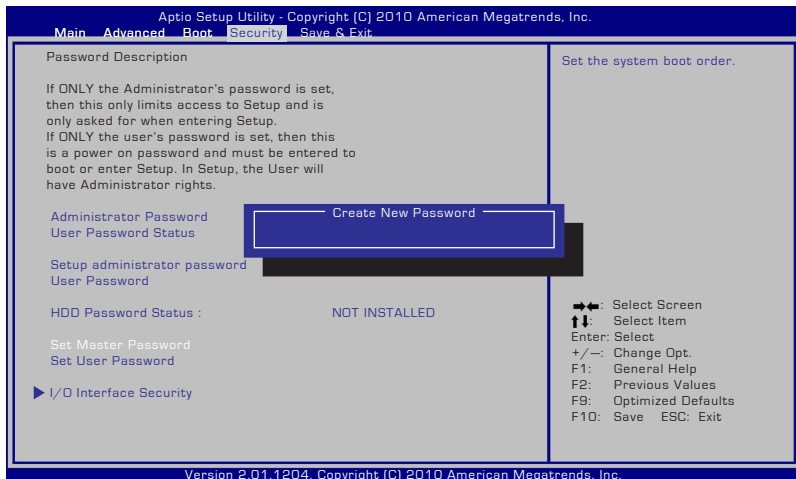 Aptio Setup Utility - Copyright (C) 2010 American Megatrends, Inc.
Main Advanced Boot Security Save & Exit
Password Description
If ONLY the Administrator's password is set,
then this only limits access to Setup and is
only asked for when entering Setup.
If ONLY the user's password is set, then this
is a power on password and must be entered to
boot or enter Setup. In Setup, the User will
have Administrator rights.
Administrator Password
User Password Status
Create New Password
Setup administrator password
User Password
HDD Password Status : NOT INSTALLED
Set Master Password
Set User Password
I/O Interface Security
Set the system boot order.
→←: Select Screen
↑↓: Select Item
Enter: Select
+/—: Change Opt.
F1: General Help
F2: Previous Values
F9: Optimized Defaults
F10: Save ESC: Exit
Version 2.01.1204. Copyright (C) 2010 American Megatrends, Inc.